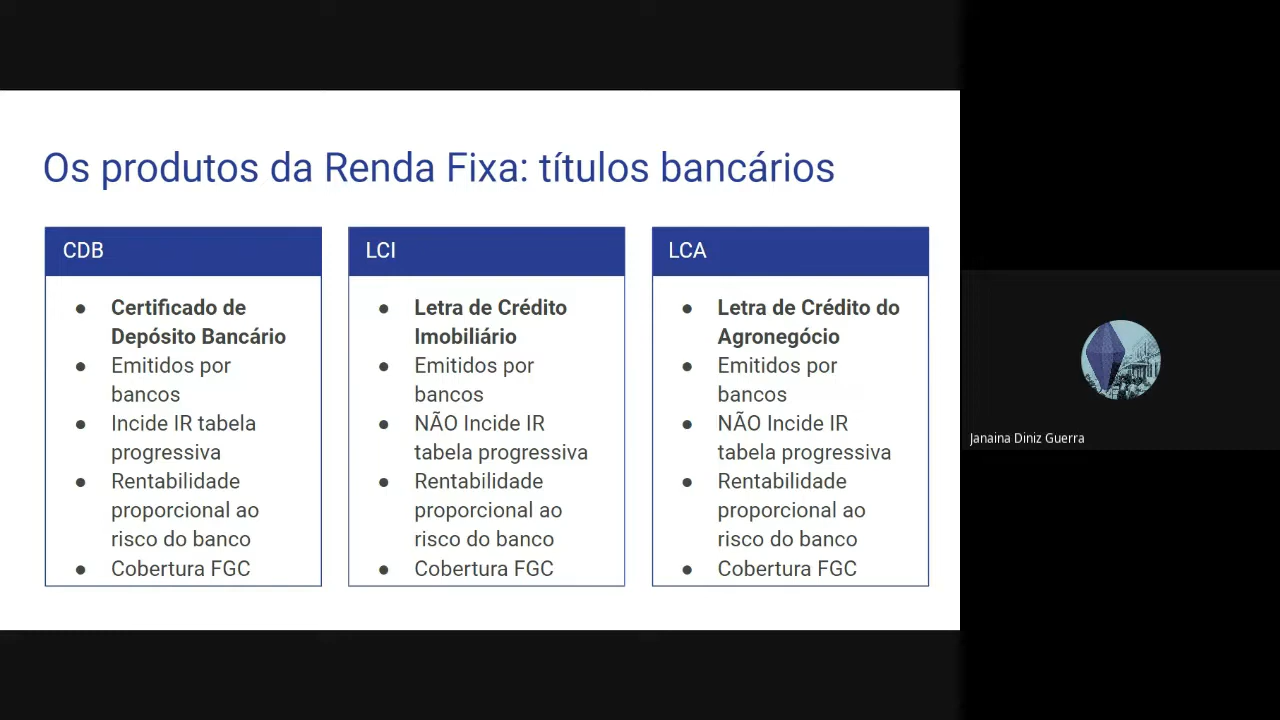 Os produtos da Renda Fixa: títulos bancários
CDB
● Certificado de
Depósito Bancário
● Emitidos por
bancos
● Incide IR tabela
progressiva
● Rentabilidade
proporcional ao
risco do banco
● Cobertura FGC
LCI
● Letra de Crédito
Imobiliário
● Emitidos por
bancos
● NÃO Incide IR
tabela progressiva
● Rentabilidade
proporcional ao
risco do banco
● Cobertura FGC
LCA
● Letra de Crédito do
Agronegócio
● Emitidos por
bancos
● NÃO Incide IR
tabela progressiva
● Rentabilidade
proporcional ao
risco do banco
● Cobertura FGC
Janaina Diniz Guerra